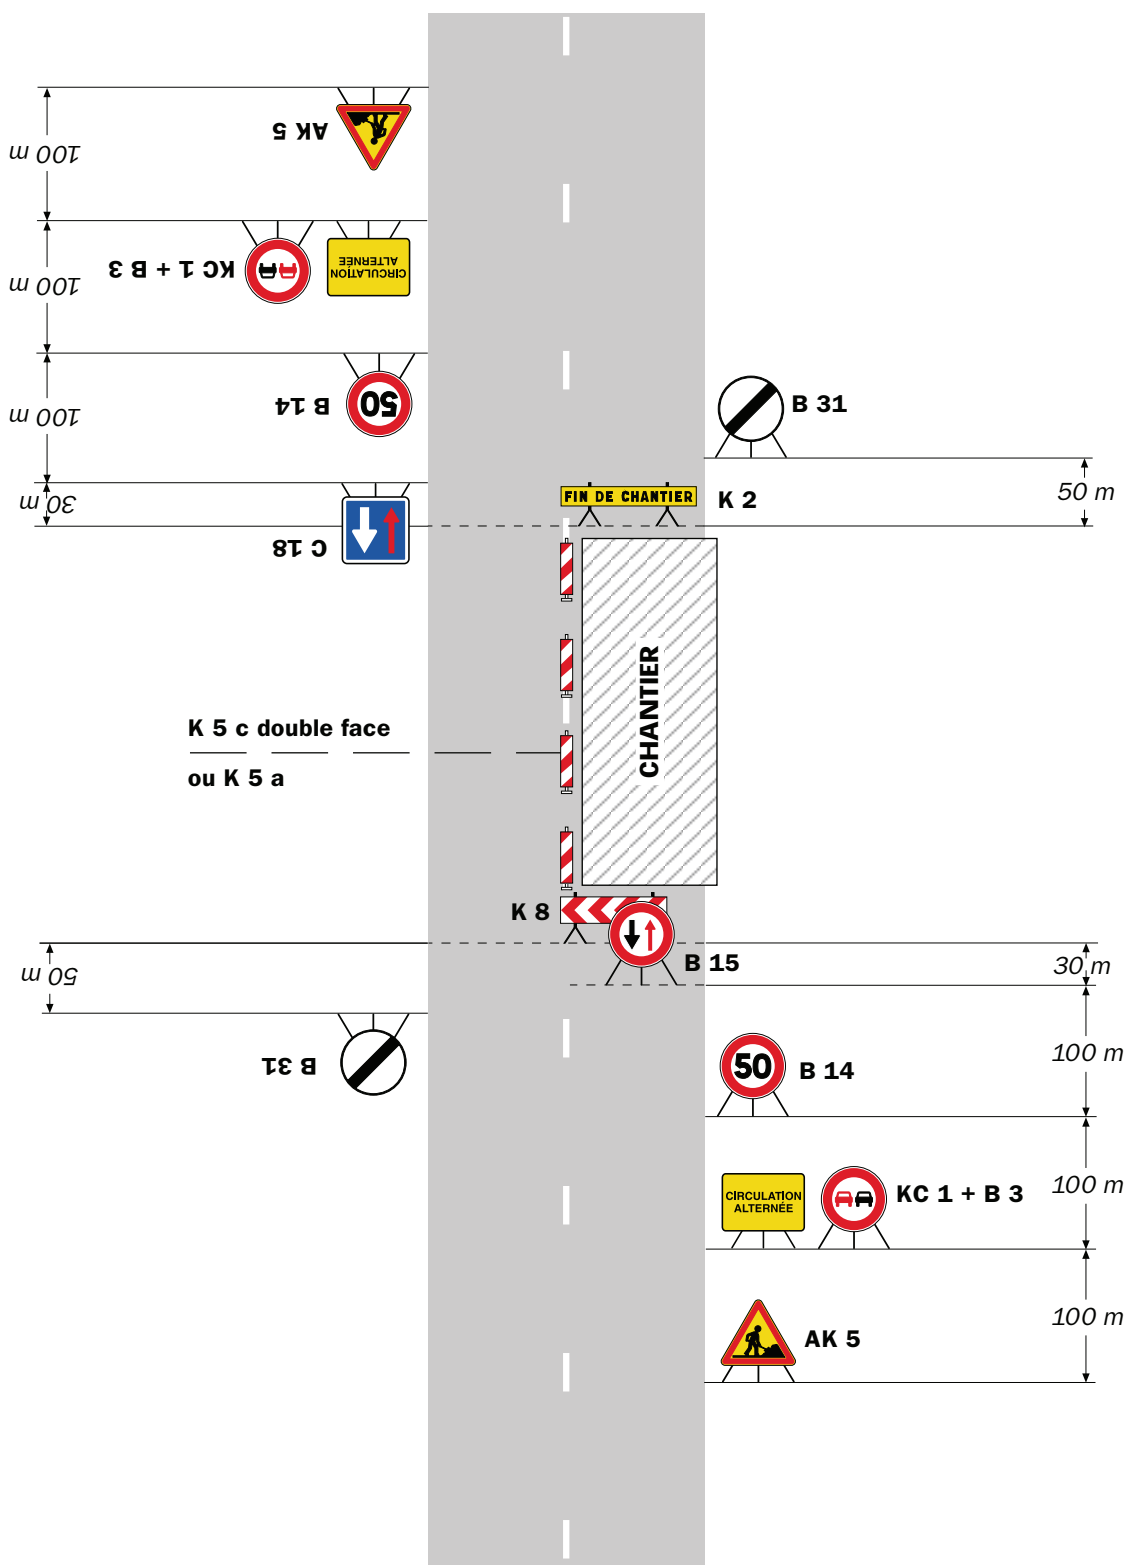 AK 5
100 m
KC 1 + B 3
CIRCULATION
ALTERNÉE
100 m
B 14
50
100 m
30 m
C 18
B 31
50 m
FIN DE CHANTIER
K 2
CHANTIER
K 5 c double face
ou K 5 a
K 8
B 15
30 m
50 m
B 31
50
B 14
100 m
CIRCULATION
ALTERNÉE
KC 1 + B 3
100 m
AK 5
100 m